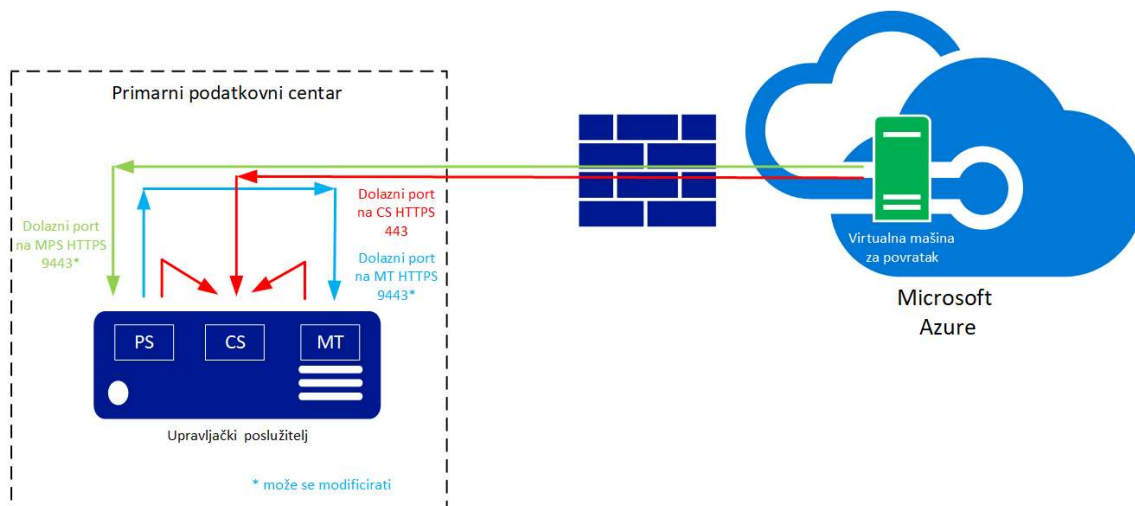 Primarni podatkovni centar
Dolazni port
na MPS HTTPS
9443*
Dolazni port
na CS HTTPS
443
Dolazni port
na MT HTTPS
9443*
PS
CS
MT
Upravljački poslužitelj
* može se modificirati
Virtualna mašina
za povratak
Microsoft
Azure